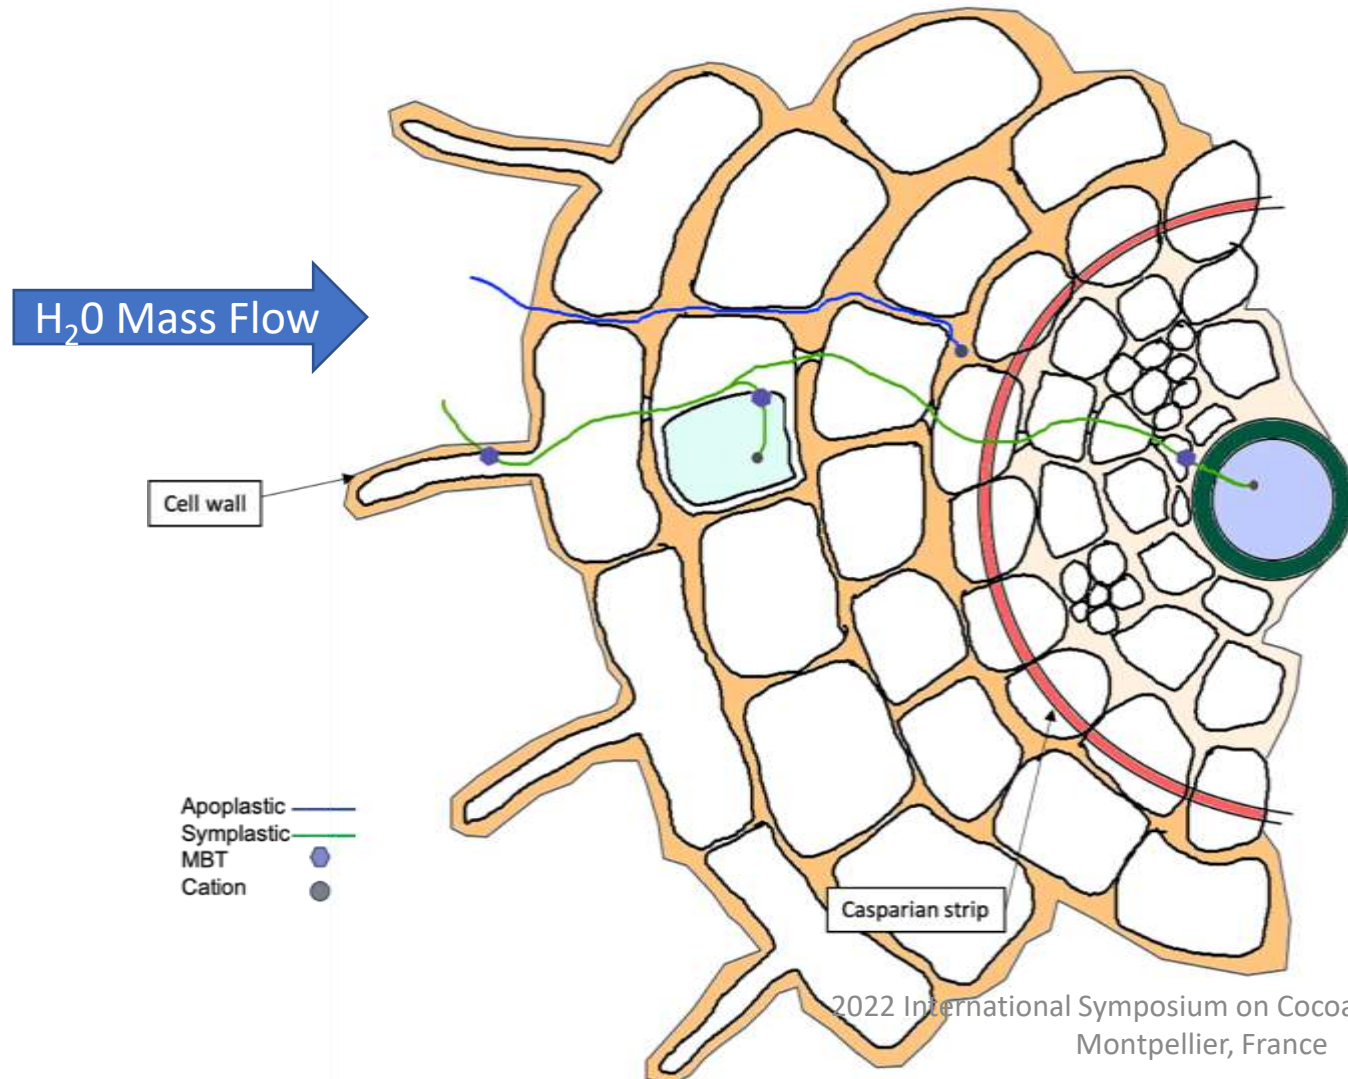 H₂0 Mass Flow
Cell wall
Apoplastic
Symplastic
MBT
Cation
Casparian strip
2022 International Symposium on Cocoa
Montpellier, France